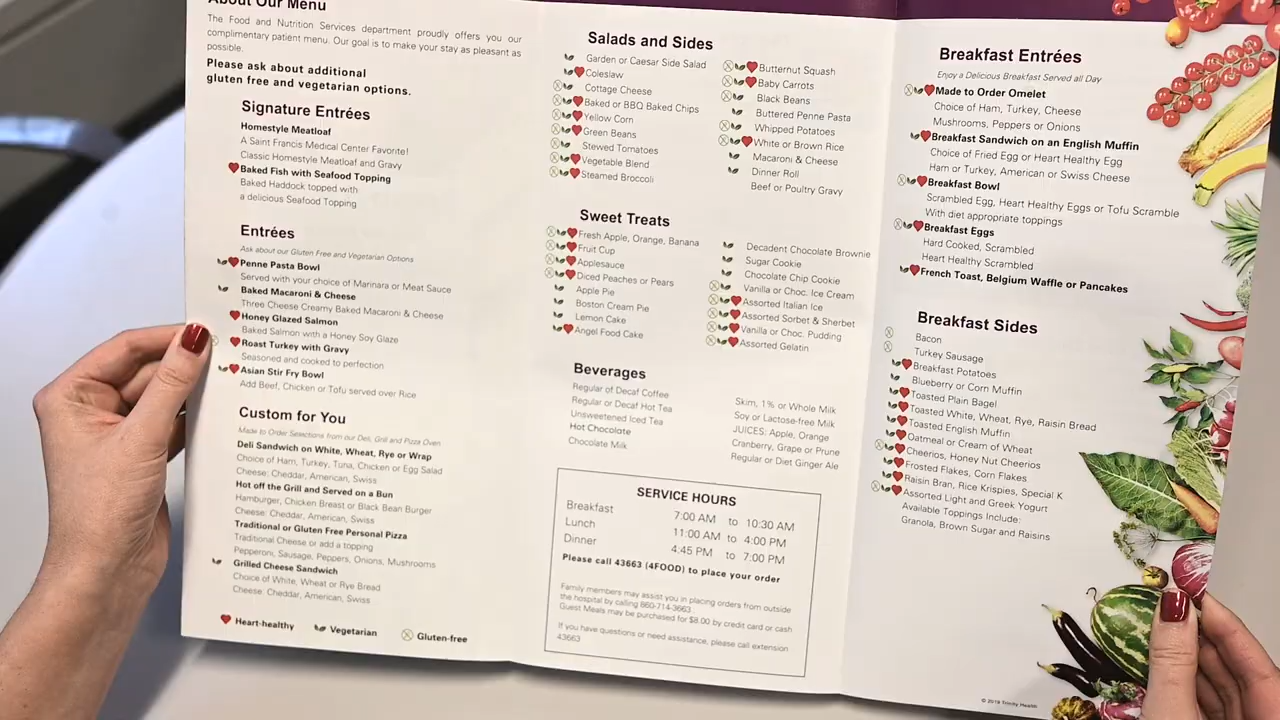 About Our Menu
The Food and Nutrition Services department proudly offers you our
complimentary patient menu. Our goal is to make your stay as pleasant as
possible.
Please ask about additional
gluten free and vegetarian options.
Signature Entrées
Homestyle Meatloaf
A Saint Francis Medical Center Favorite!
Classic Homestyle Meatloaf and Gravy
Baked Fish with Seafood Topping
Baked Haddock topped with
a delicious Seafood Topping
Entrées
Ask about our Gluten Free and Vegetarian Options
Penne Pasta Bowl
Served with your choice of Marinara or Meat Sauce
Baked Macaroni & Cheese
Three Cheese Creamy Baked Macaroni & Cheese
Honey Glazed Salmon
Baked Salmon with a Honey Soy Glaze
Roast Turkey with Gravy
Seasoned and cooked to perfection
Asian Stir Fry Bowl
Add Beef, Chicken or Tofu served over Rice
Custom for You
Made to Order Selections from our Deli, Grill and Pizza Oven
Deli Sandwich on White, Wheat, Rye or Wrap
Choice of Ham, Turkey, Tuna, Chicken or Egg Salad
Cheese: Cheddar, American, Swiss
Hot off the Grill and Served on a Bun
Hamburger, Chicken Breast or Black Bean Burger
Cheese: Cheddar, American, Swiss
Traditional or Gluten Free Personal Pizza
Traditional Cheese or add a topping
Pepperoni, Sausage, Peppers, Onions, Mushrooms
Grilled Cheese Sandwich
Choice of White, Wheat or Rye Bread
Cheese: Cheddar, American, Swiss
Heart-healthy Vegetarian Gluten-free
Salads and Sides
Garden or Caesar Side Salad
Coleslaw
Cottage Cheese
Baked or BBQ Baked Chips
Yellow Corn
Green Beans
Stewed Tomatoes
Vegetable Blend
Steamed Broccoli
Butternut Squash
Baby Carrots
Black Beans
Buttered Penne Pasta
Whipped Potatoes
White or Brown Rice
Macaroni & Cheese
Dinner Roll
Beef or Poultry Gravy
Sweet Treats
Fresh Apple, Orange, Banana
Fruit Cup
Applesauce
Diced Peaches or Pears
Apple Pie
Boston Cream Pie
Lemon Cake
Angel Food Cake
Decadent Chocolate Brownie
Sugar Cookie
Chocolate Chip Cookie
Vanilla or Choc. Ice Cream
Assorted Italian Ice
Assorted Sorbet & Sherbet
Vanilla or Choc. Pudding
Assorted Gelatin
Beverages
Regular of Decaf Coffee
Regular or Decaf Hot Tea
Unsweetened Iced Tea
Hot Chocolate
Chocolate Milk
Skim, 1% or Whole Milk
Soy or Lactose-free Milk
JUICES: Apple, Orange
Cranberry, Grape or Prune
Regular or Diet Ginger Ale
SERVICE HOURS
Breakfast 7:00 AM to 10:30 AM
Lunch 11:00 AM to 4:00 PM
Dinner 4:45 PM to 7:00 PM
Please call 43663 (4FOOD) to place your order
Family members may assist you in placing orders from outside
the hospital by calling 860-714-3663
Guest Meals may be purchased for $8.00 by credit card or cash
If you have questions or need assistance, please call extension
43663
Breakfast Entrées
Enjoy a Delicious Breakfast Served all Day
Made to Order Omelet
Choice of Ham, Turkey, Cheese
Mushrooms, Peppers or Onions
Breakfast Sandwich on an English Muffin
Choice of Fried Egg or Heart Healthy Egg
Ham or Turkey, American or Swiss Cheese
Breakfast Bowl
Scrambled Egg, Heart Healthy Eggs or Tofu Scramble
With diet appropriate toppings
Breakfast Eggs
Hard Cooked, Scrambled
Heart Healthy Scrambled
French Toast, Belgium Waffle or Pancakes
Breakfast Sides
Bacon
Turkey Sausage
Breakfast Potatoes
Blueberry or Corn Muffin
Toasted Plain Bagel
Toasted White, Wheat, Rye, Raisin Bread
Toasted English Muffin
Oatmeal or Cream of Wheat
Cheerios, Honey Nut Cheerios
Frosted Flakes, Corn Flakes
Raisin Bran, Rice Krispies, Special K
Assorted Light and Greek Yogurt
Available Toppings Include:
Granola, Brown Sugar and Raisins
© 2019 Trinity Health